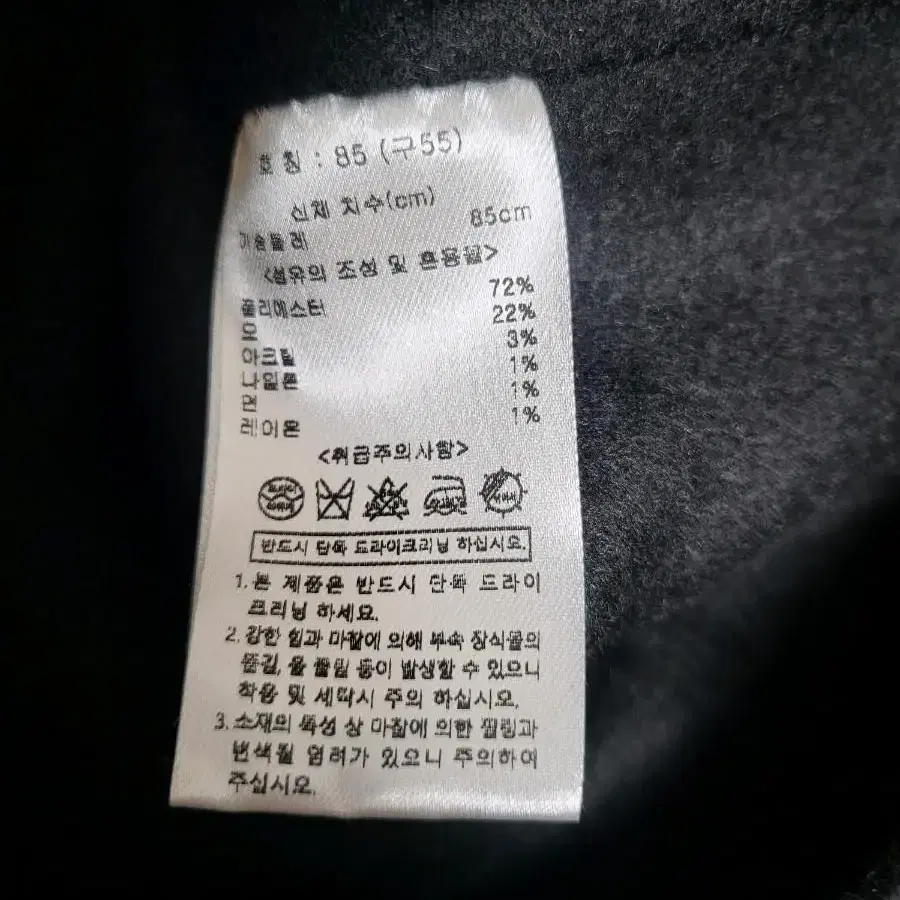 호칭 : 85 (구55)
신체 치수(cm)
가슴둘레 85cm
<섬유의 조성 및 혼용율>
폴리에스터 72%
모 22%
아크릴 3%
나일론 1%
면 1%
레이온 1%
<취급주의사항>
드라이
반드시 단독 드라이크리닝 하십시오.
1. 본 제품은 반드시 단독 드라이
크리닝 하세요.
2. 강한 힘과 마찰에 의해 부속 장식물의
뜯김, 올 풀림 등이 발생할 수 있으니
착용 및 세탁시 주의 하십시오.
3. 소재의 특성 상 마찰에 의한 필링과
변색될 염려가 있으니 주의하여
주십시오.